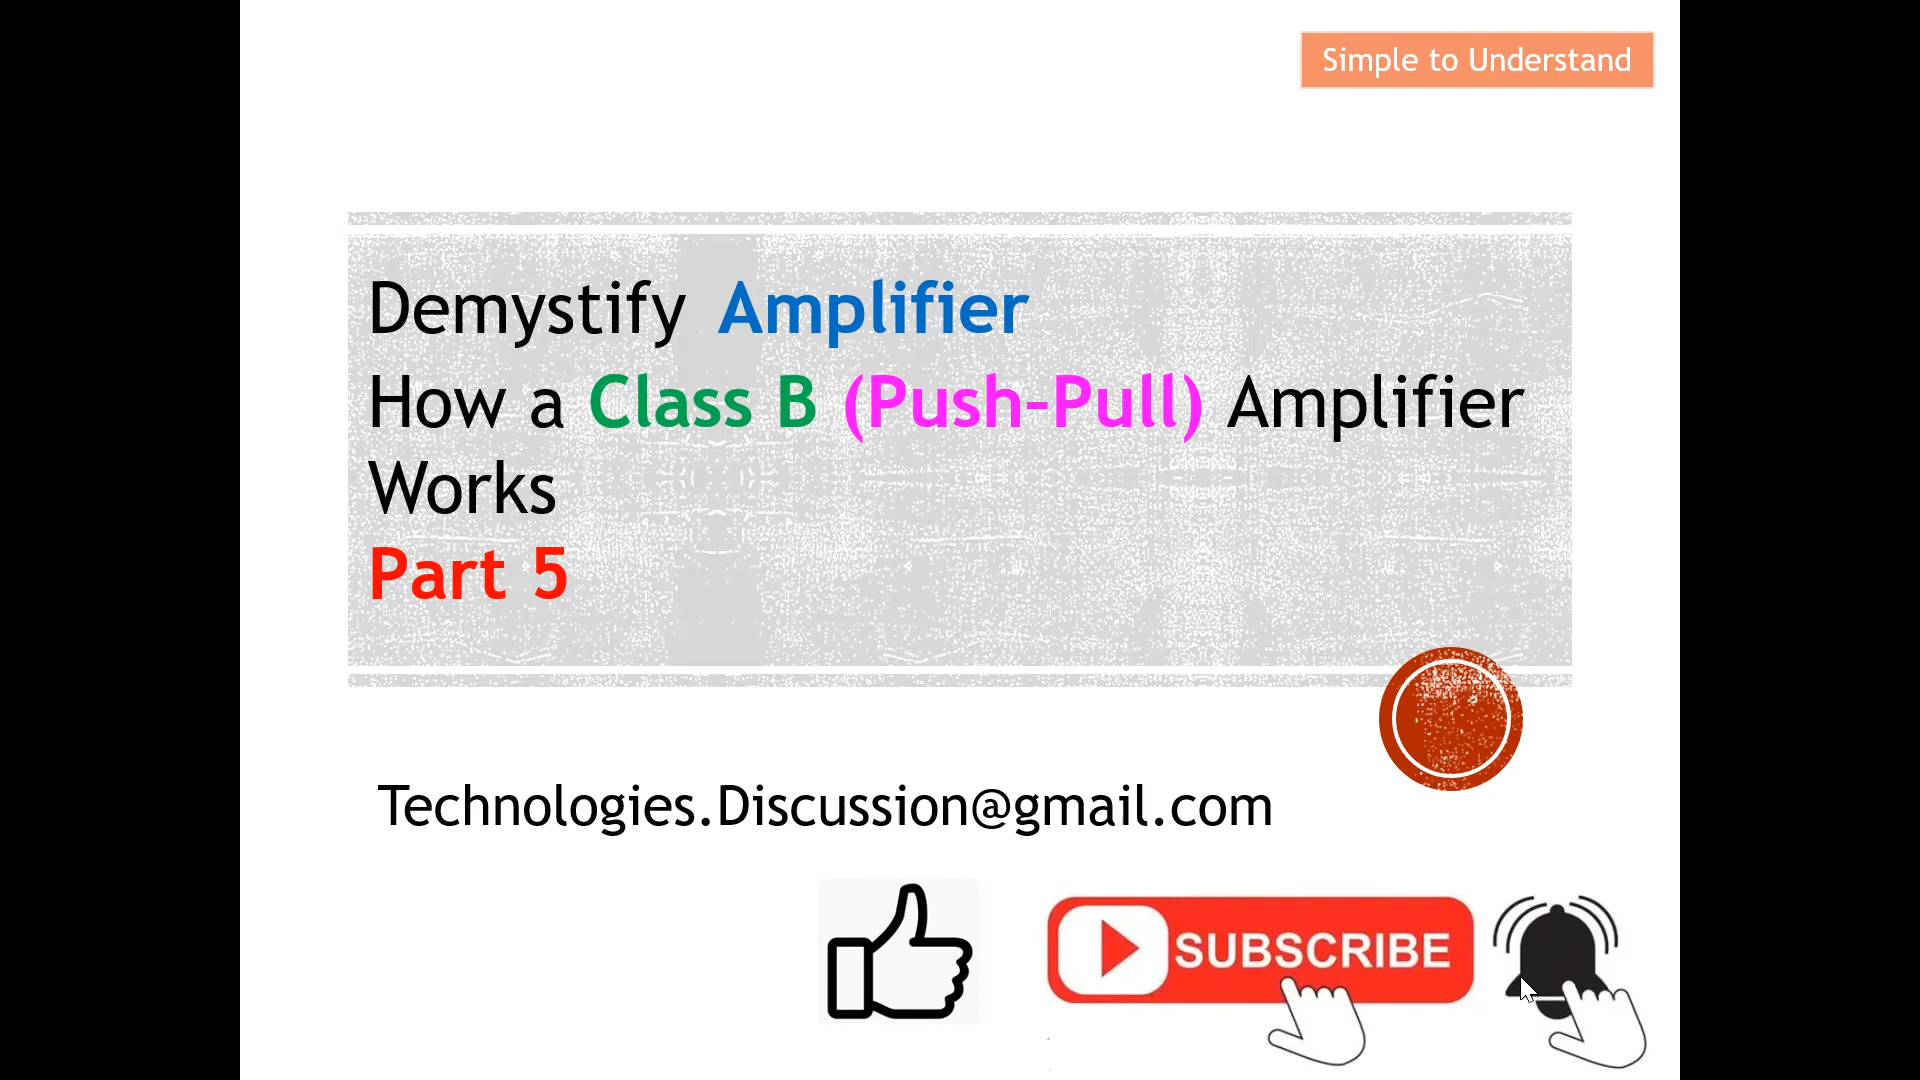 Simple to Understand
Demystify Amplifier
How a Class B (Push-Pull) Amplifier
Works
Part 5
Technologies.Discussion@gmail.com
SUBSCRIBE